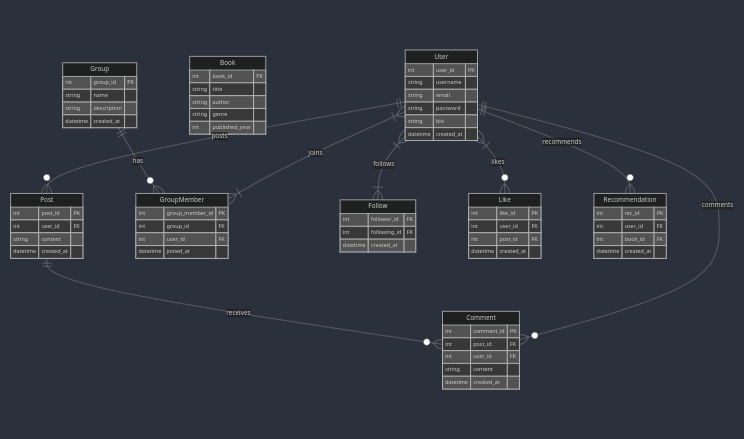 Group
int group_id PK
string name
string description
datetime created_at
Book
int book_id PK
string title
string author
string genre
int published_year
User
int user_id PK
string username
string email
string password
string bio
datetime created_at
posts
has
joins
follows
likes
recommends
comments
Post
int post_id PK
int user_id FK
string content
datetime created_at
GroupMember
int group_member_id PK
int group_id FK
int user_id FK
datetime joined_at
Follow
int follower_id FK
int following_id FK
datetime created_at
Like
int like_id PK
int user_id FK
int post_id FK
datetime created_at
Recommendation
int rec_id PK
int user_id FK
int book_id FK
datetime created_at
receives
Comment
int comment_id PK
int post_id FK
int user_id FK
string content
datetime created_at